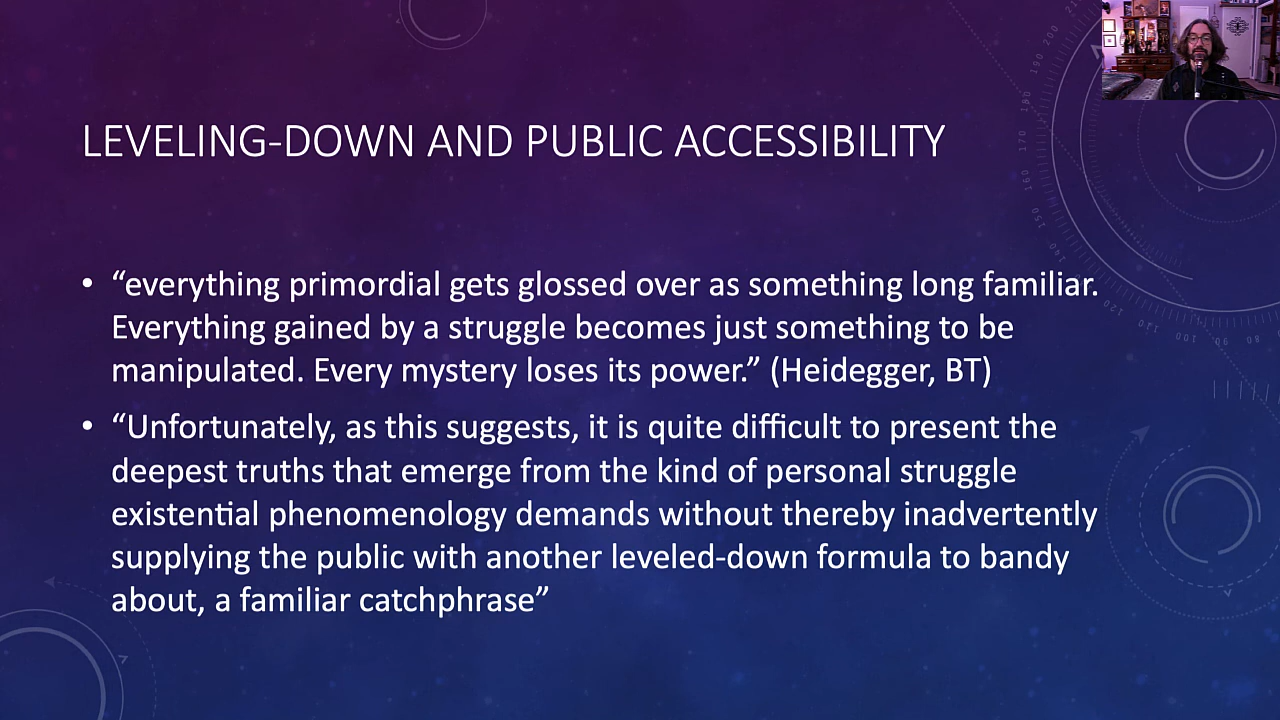 LEVELING-DOWN AND PUBLIC ACCESSIBILITY
• “everything primordial gets glossed over as something long familiar.
Everything gained by a struggle becomes just something to be
manipulated. Every mystery loses its power.” (Heidegger, BT)
• “Unfortunately, as this suggests, it is quite difficult to present the
deepest truths that emerge from the kind of personal struggle
existential phenomenology demands without thereby inadvertently
supplying the public with another leveled-down formula to bandy
about, a familiar catchphrase”